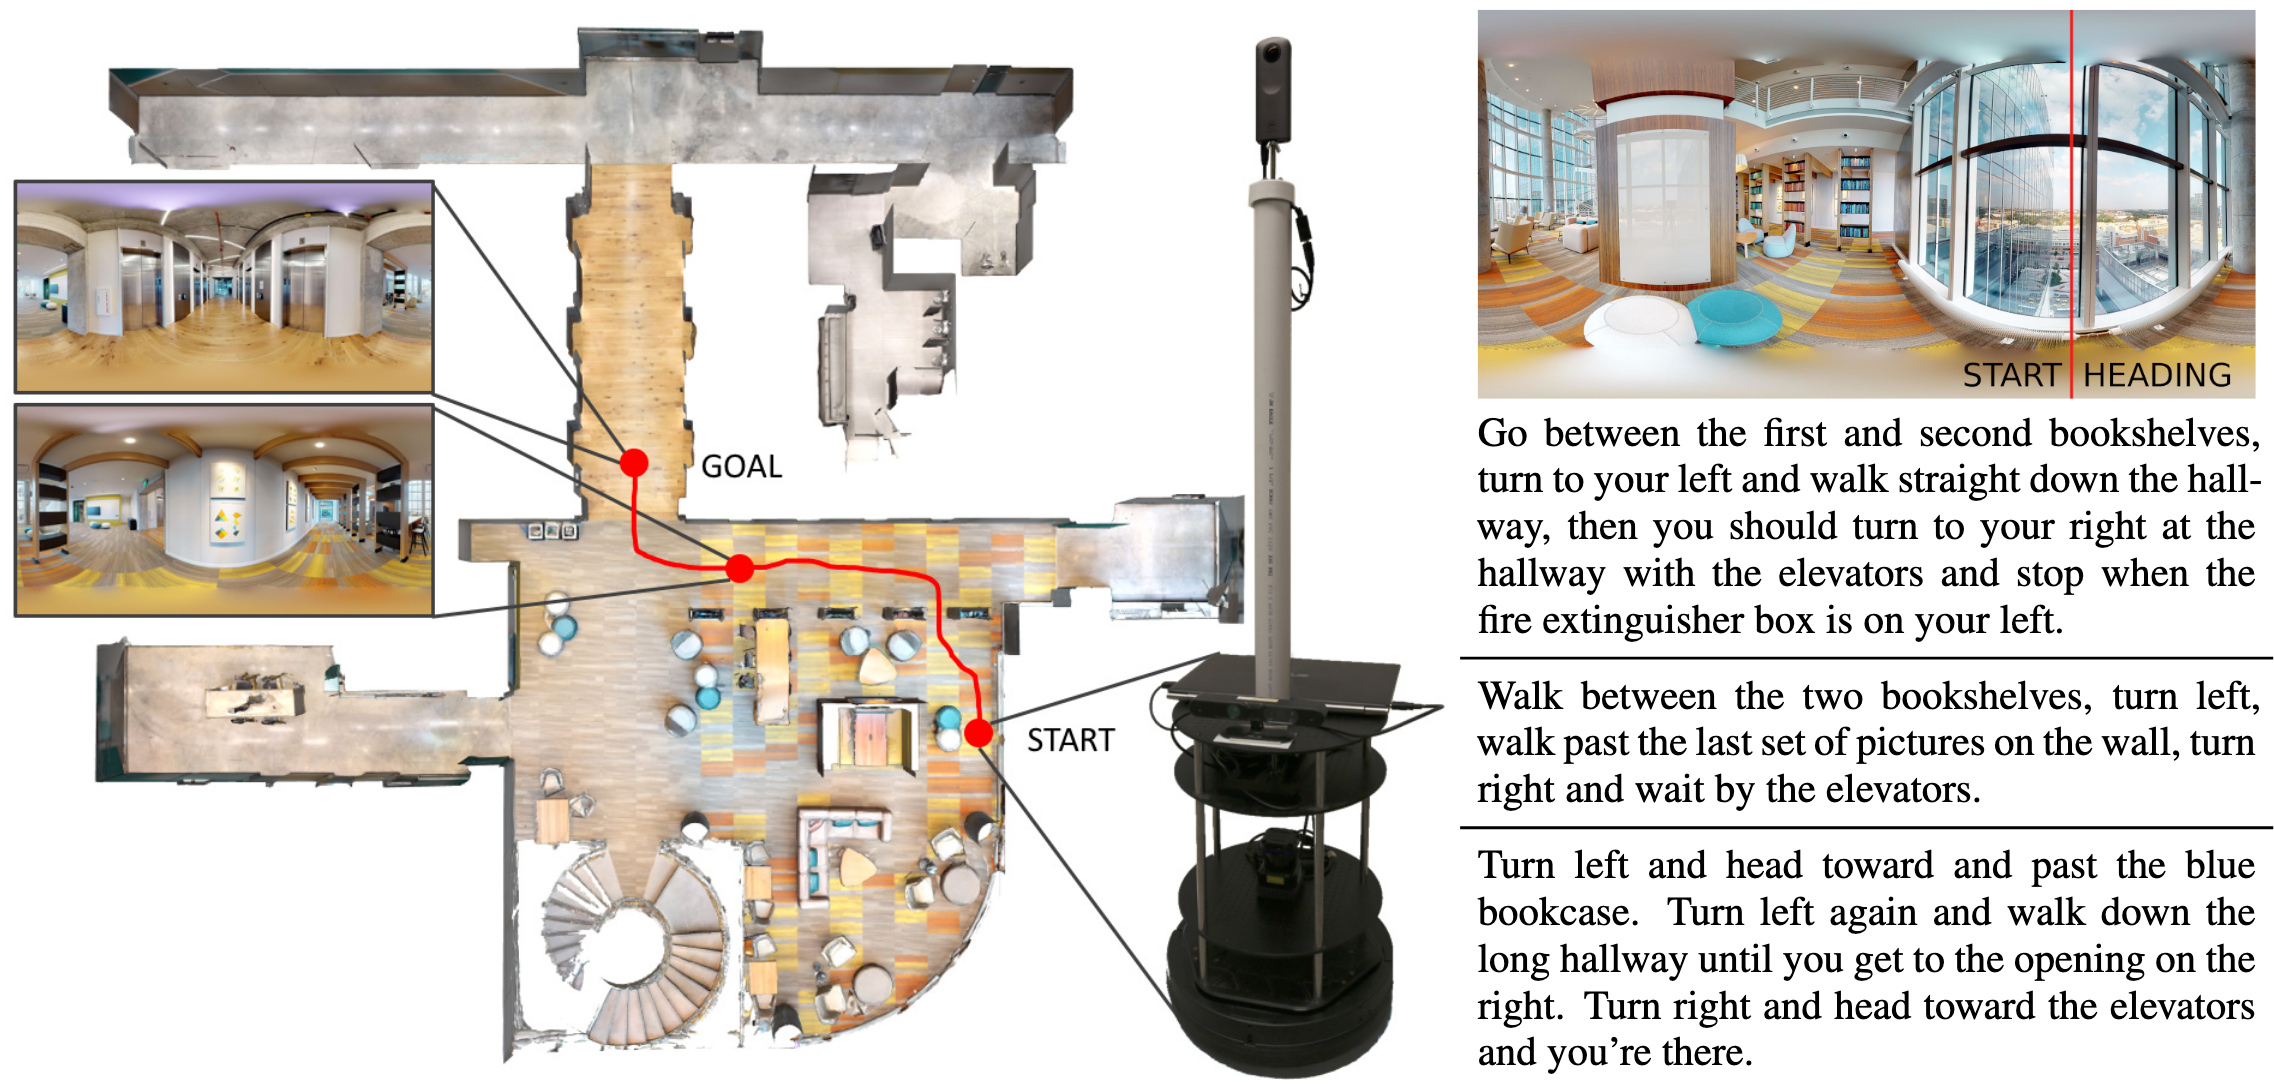 GOAL
START
START HEADING
Go between the first and second bookshelves,
turn to your left and walk straight down the hall-
way, then you should turn to your right at the
hallway with the elevators and stop when the
fire extinguisher box is on your left.
Walk between the two bookshelves, turn left,
walk past the last set of pictures on the wall, turn
right and wait by the elevators.
Turn left and head toward and past the blue
bookcase. Turn left again and walk down the
long hallway until you get to the opening on the
right. Turn right and head toward the elevators
and you're there.